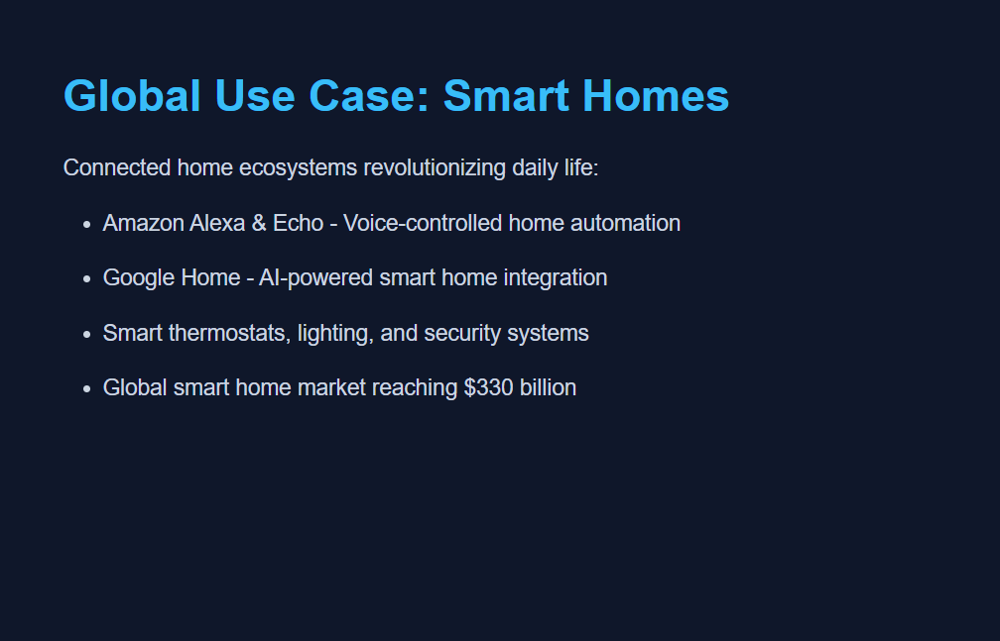 Global Use Case: Smart Homes
Connected home ecosystems revolutionizing daily life:
• Amazon Alexa & Echo - Voice-controlled home automation
• Google Home - AI-powered smart home integration
• Smart thermostats, lighting, and security systems
• Global smart home market reaching $330 billion